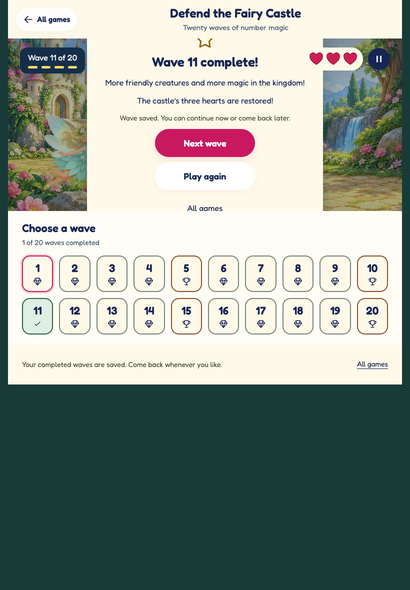 ← All games
Defend the Fairy Castle
Twenty waves of number magic
Wave 11 of 20
Wave 11 complete!
More friendly creatures and more magic in the kingdom!
The castle's three hearts are restored!
Wave saved. You can continue now or come back later.
Next wave
Play again
All games
Choose a wave
1 of 20 waves completed
1 2 3 4 5 6 7 8 9 10
11 12 13 14 15 16 17 18 19 20
Your completed waves are saved. Come back whenever you like.
All games